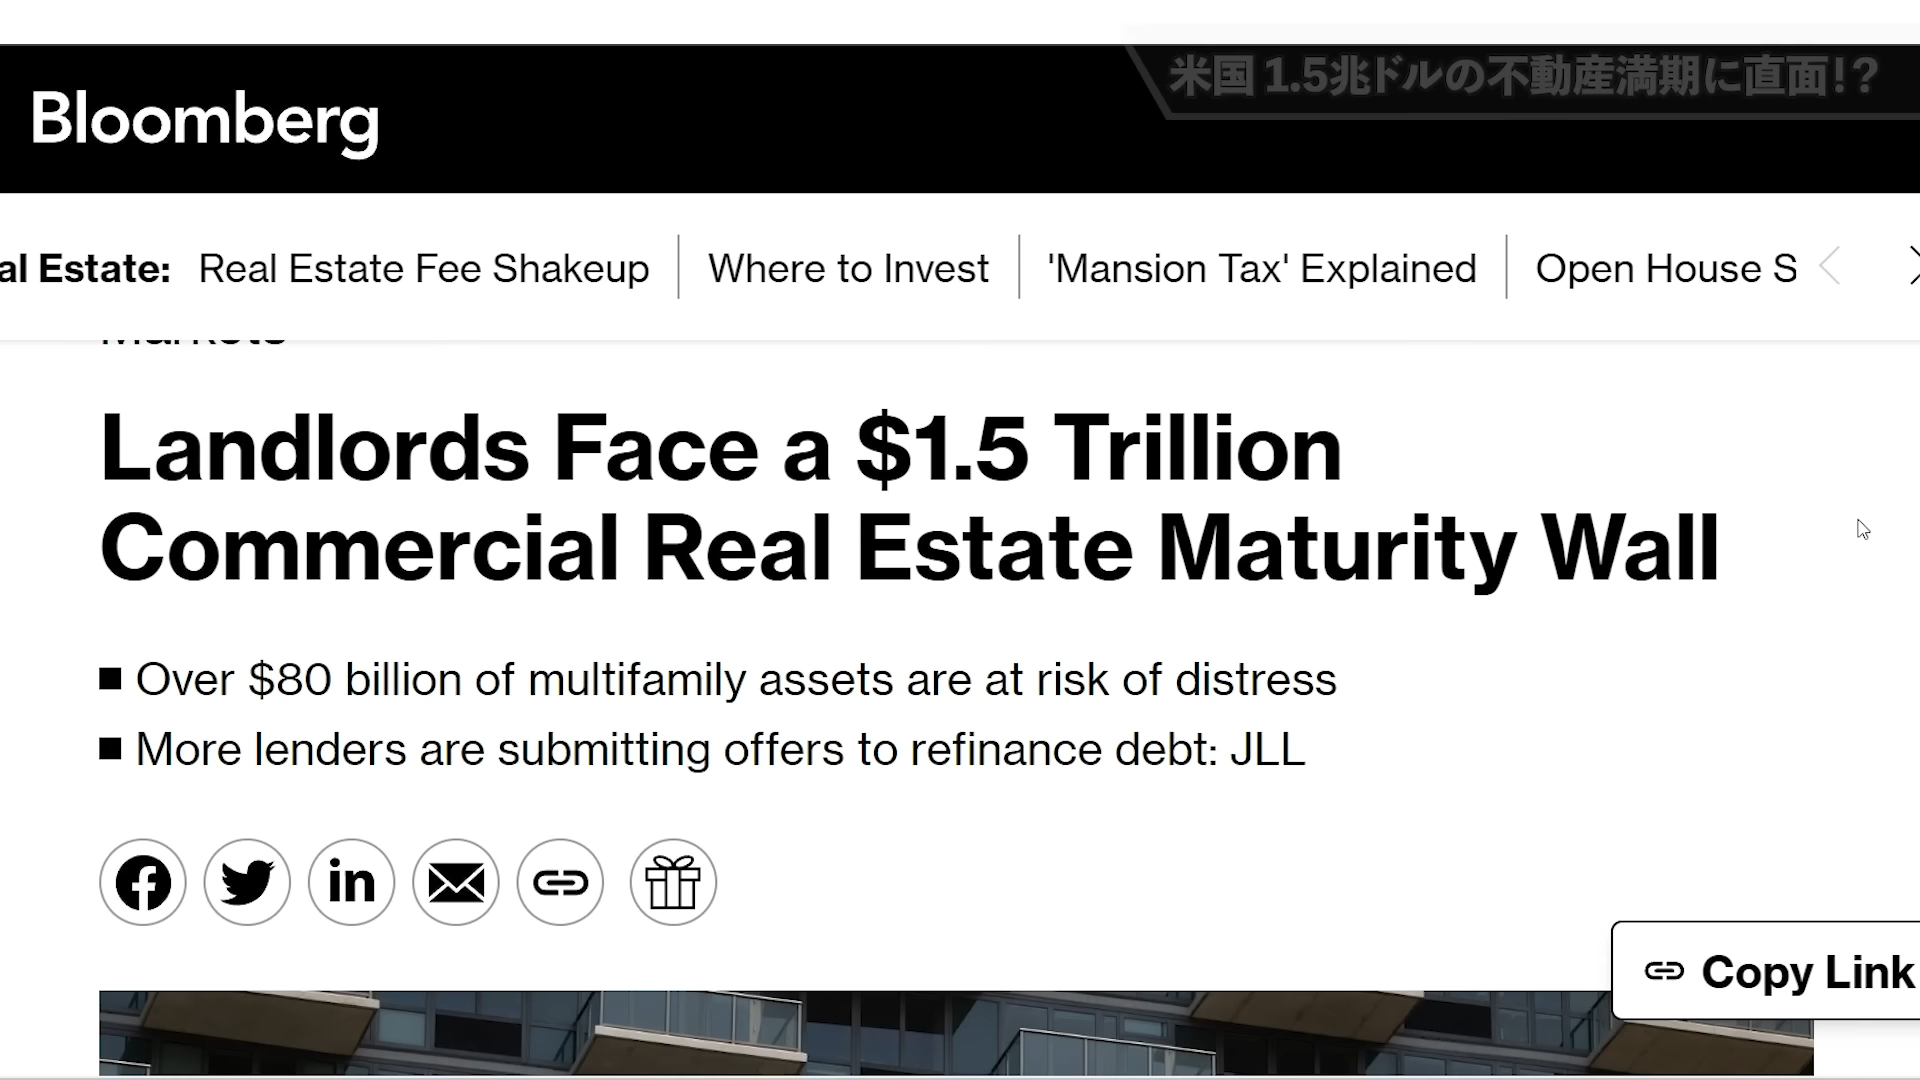 米国1.5兆ドルの不動産満期に直面!?
Bloomberg
al Estate: Real Estate Fee Shakeup Where to Invest 'Mansion Tax' Explained Open House S
Markets
Landlords Face a $1.5 Trillion
Commercial Real Estate Maturity Wall
Over $80 billion of multifamily assets are at risk of distress
More lenders are submitting offers to refinance debt: JLL
Copy Link